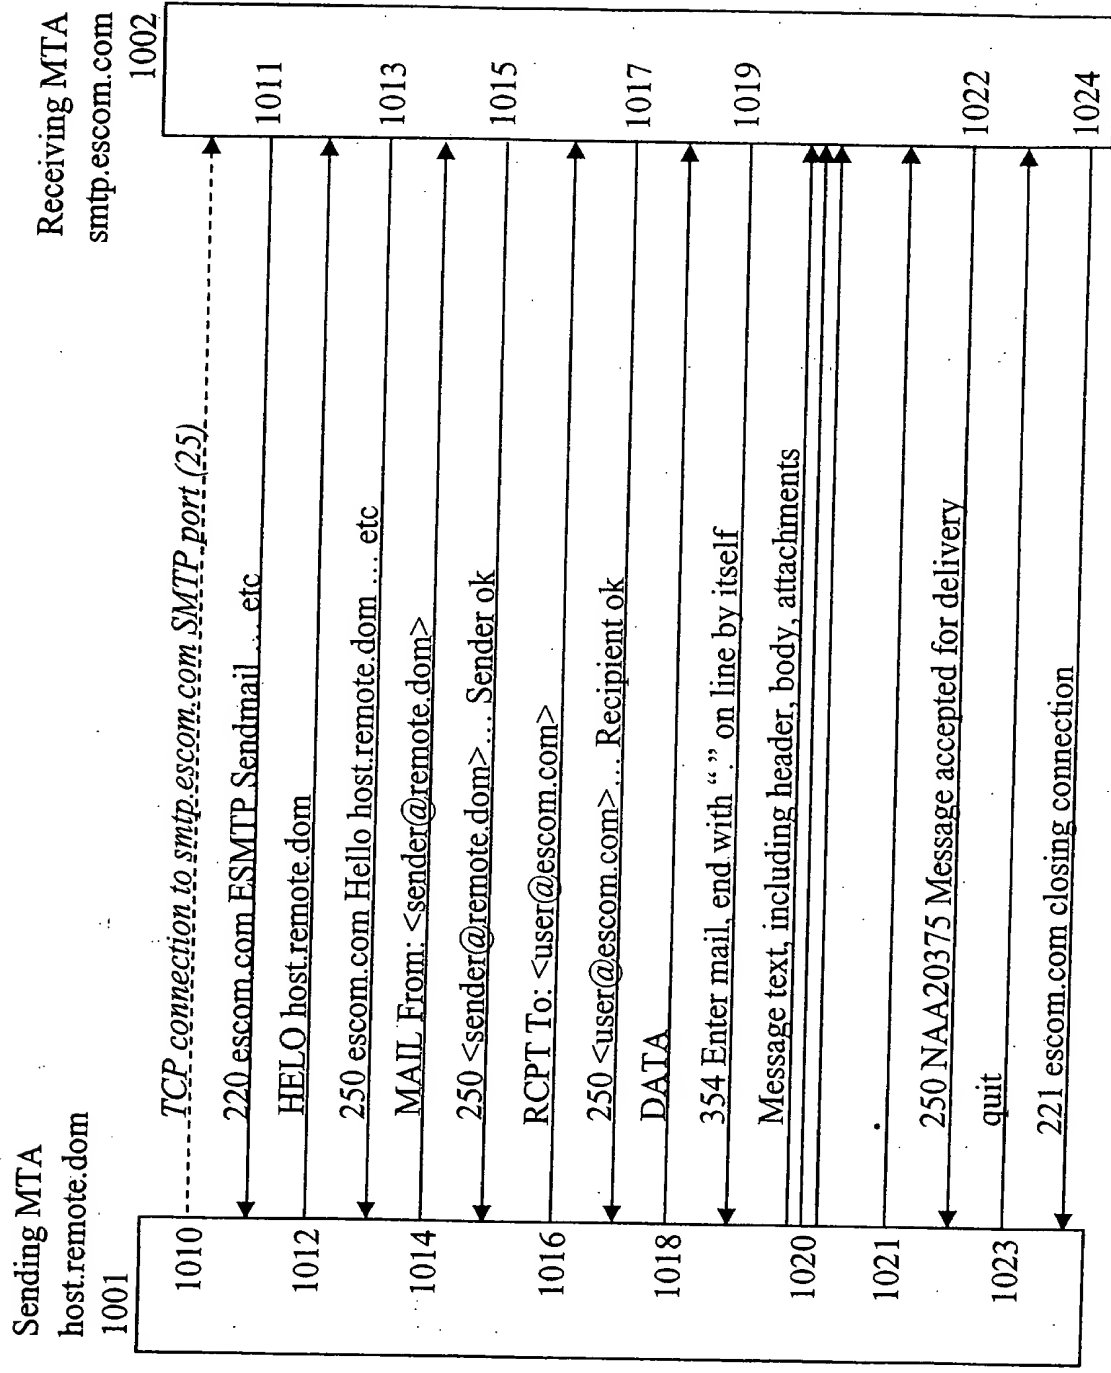 Sending MTA
host.remote.dom
1001
Receiving MTA
smtp.escom.com
1002
1010
TCP connection to smtp.escom.com SMTP port (25)
220 escom.com ESMTP Sendmail ... etc
1011
1012
HELO host.remote.dom
250 escom.com Hello host.remote.dom ... etc
1013
1014
MAIL From: <sender@remote.dom>
250 <sender@remote.dom>... Sender ok
1015
1016
RCPT To: <user@escom.com>
250 <user@escom.com>... Recipient ok
1017
1018
DATA
354 Enter mail, end with “.” on line by itself
1019
1020
Message text, including header, body, attachments
1021
.
250 NAA20375 Message accepted for delivery
1022
1023
quit
221 escom.com closing connection
1024